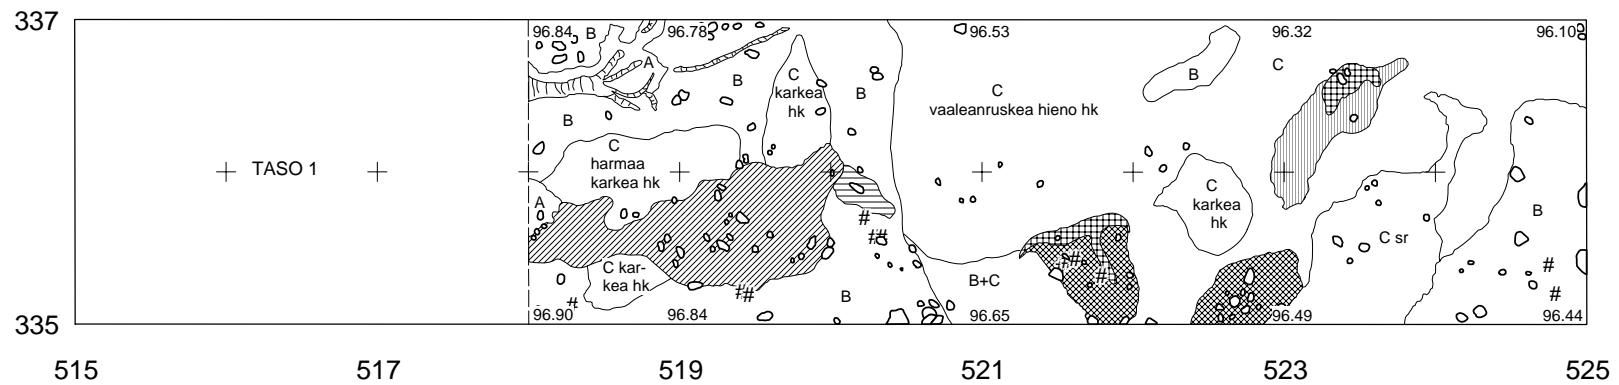 337
96.84
B
96.78
96.53
96.32
96.10
A
B
B
C
karkea
hk
B
C
vaaleanruskea hieno hk
B
C
B
C
harmaa
karkea hk
TASO 1
A
#
##
C
karkea
hk
B
C sr
C kar-
kea hk
#
##
B
B+C
##
#
#
#
335
96.90
96.84
96.65
96.49
96.44
515
517
519
521
523
525